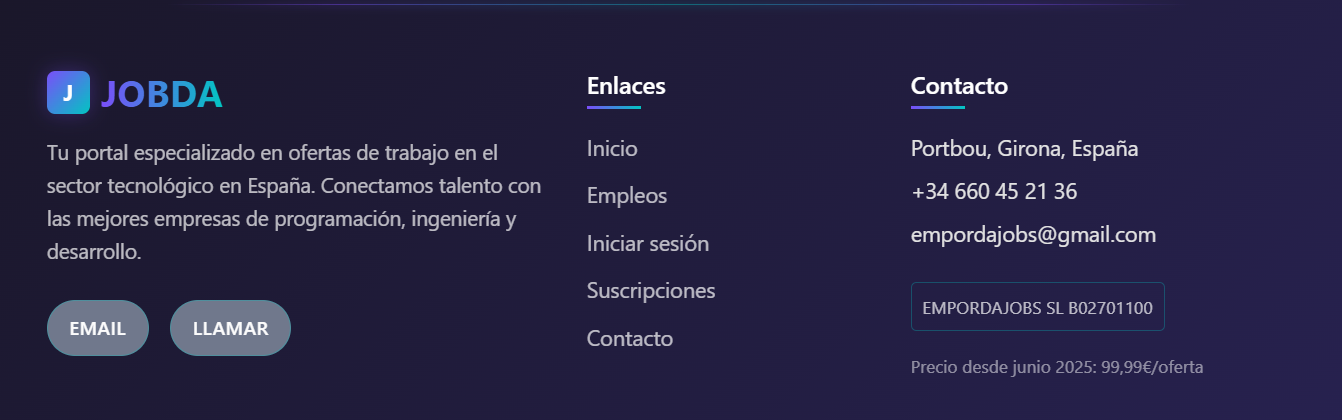 J JOBDA
Tu portal especializado en ofertas de trabajo en el
sector tecnológico en España. Conectamos talento con
las mejores empresas de programación, ingeniería y
desarrollo.
EMAIL
LLAMAR
Enlaces
Inicio
Empleos
Iniciar sesión
Suscripciones
Contacto
Contacto
Portbou, Girona, España
+34 660 45 21 36
empordajobs@gmail.com
EMPORDAJOBS SL B02701100
Precio desde junio 2025: 99,99€/oferta